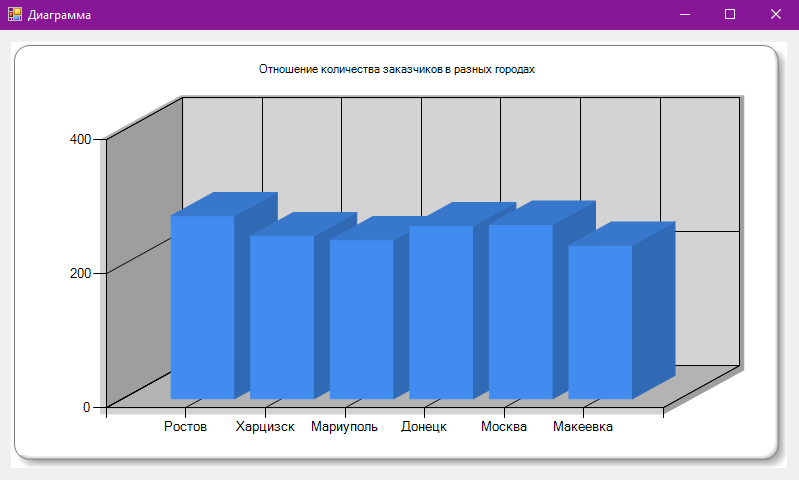 Диаграмма
Отношение количества заказчиков в разных городах
400
200
0
Ростов Харцизск Мариуполь Донецк Москва Макеевка